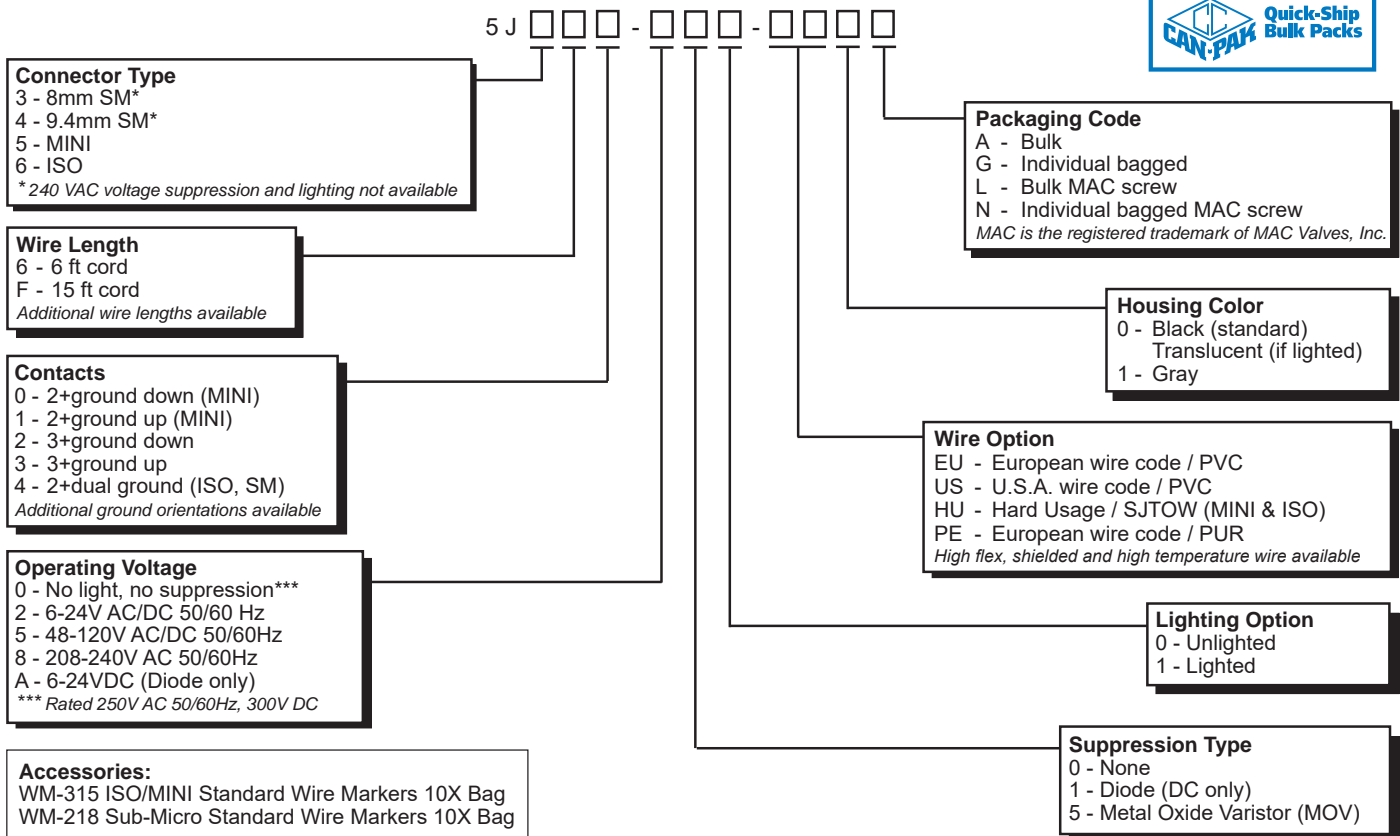 5 J □ □ □ - □ □ □ - □ □ □ □
CC
CAN-PAK
Quick-Ship
Bulk Packs
Connector Type
3 - 8mm SM*
4 - 9.4mm SM*
5 - MINI
6 - ISO
* 240 VAC voltage suppression and lighting not available
Wire Length
6 - 6 ft cord
F - 15 ft cord
Additional wire lengths available
Contacts
0 - 2+ground down (MINI)
1 - 2+ground up (MINI)
2 - 3+ground down
3 - 3+ground up
4 - 2+dual ground (ISO, SM)
Additional ground orientations available
Operating Voltage
0 - No light, no suppression***
2 - 6-24V AC/DC 50/60 Hz
5 - 48-120V AC/DC 50/60Hz
8 - 208-240V AC 50/60Hz
A - 6-24VDC (Diode only)
*** Rated 250V AC 50/60Hz, 300V DC
Accessories:
WM-315 ISO/MINI Standard Wire Markers 10X Bag
WM-218 Sub-Micro Standard Wire Markers 10X Bag
Packaging Code
A - Bulk
G - Individual bagged
L - Bulk MAC screw
N - Individual bagged MAC screw
MAC is the registered trademark of MAC Valves, Inc.
Housing Color
0 - Black (standard)
Translucent (if lighted)
1 - Gray
Wire Option
EU - European wire code / PVC
US - U.S.A. wire code / PVC
HU - Hard Usage / SJTOW (MINI & ISO)
PE - European wire code / PUR
High flex, shielded and high temperature wire available
Lighting Option
0 - Unlighted
1 - Lighted
Suppression Type
0 - None
1 - Diode (DC only)
5 - Metal Oxide Varistor (MOV)